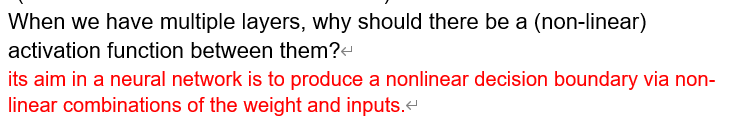 When we have multiple layers, why should there be a (non-linear)
activation function between them?↵
its aim in a neural network is to produce a nonlinear decision boundary via non-
linear combinations of the weight and inputs.↵